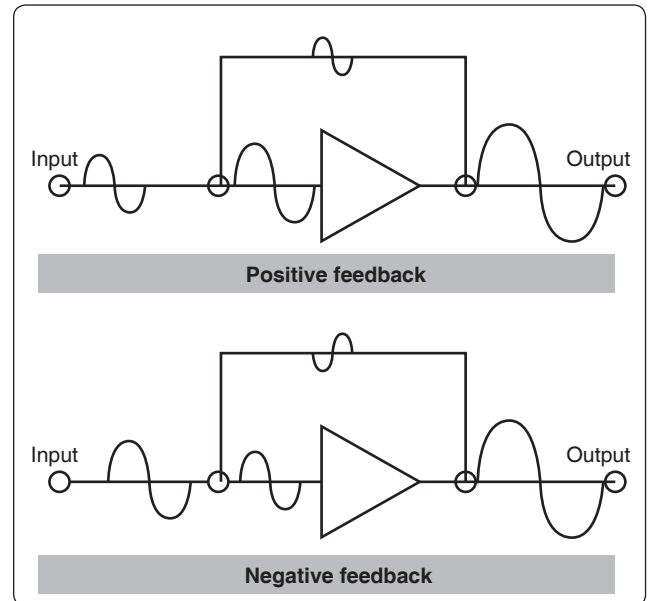 Input
Output
Positive feedback
Input
Output
Negative feedback